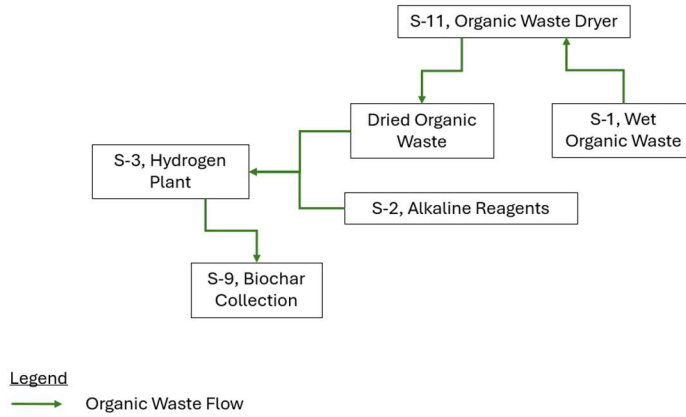 S-11, Organic Waste Dryer
Dried Organic
Waste
S-1, Wet
Organic Waste
S-3, Hydrogen
Plant
S-2, Alkaline Reagents
S-9, Biochar
Collection
Legend
Organic Waste Flow